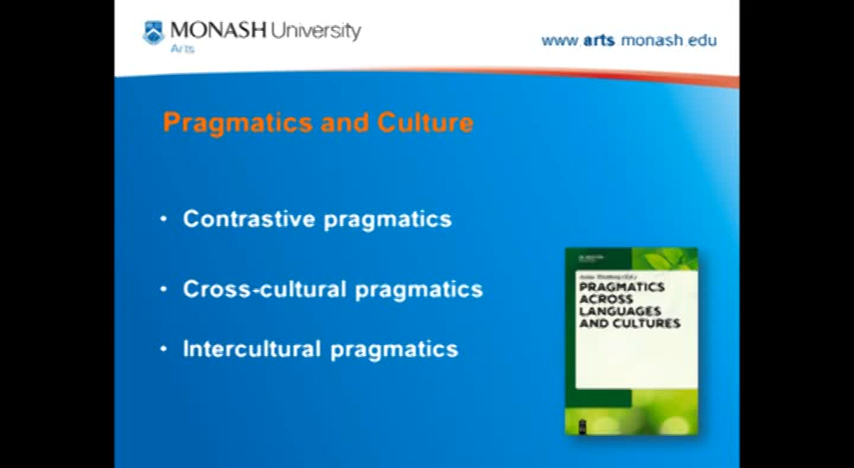 MONASH University
Arts
www arts monash edu
Pragmatics and Culture
• Contrastive pragmatics
• Cross-cultural pragmatics
• Intercultural pragmatics
PRAGMATICS
ACROSS
LANGUAGES
AND CULTURES